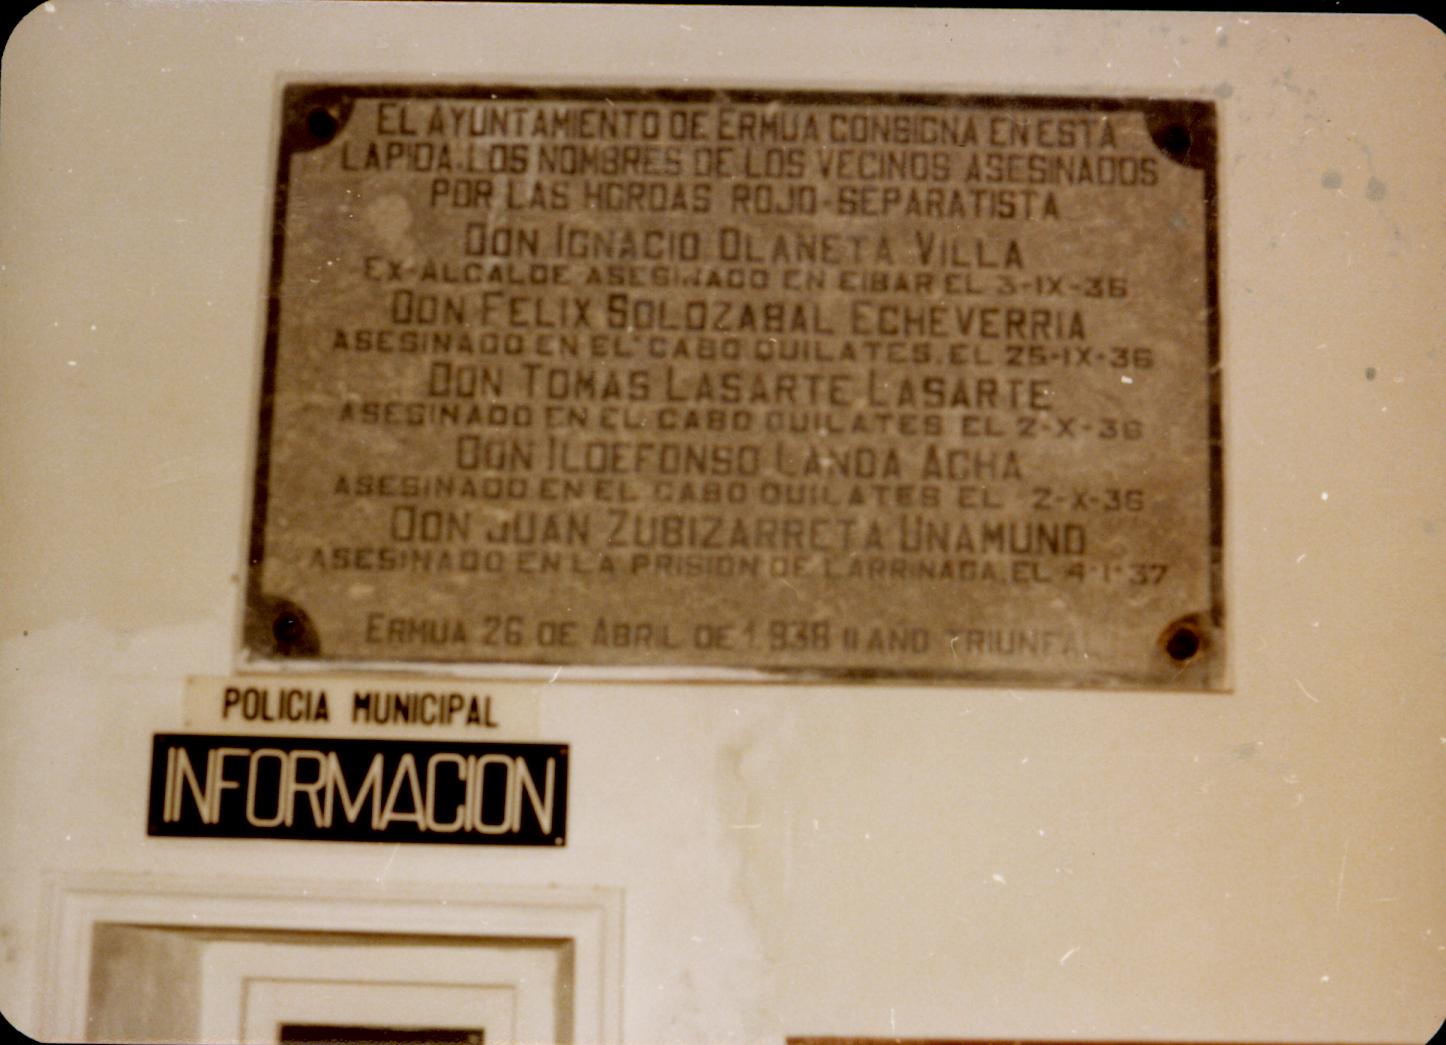 EL AYUNTAMIENTO DE ERMUA CONSIGNA EN ESTA
LAPIDA.LOS NOMBRES DE LOS VECINOS ASESINADOS
POR LAS HORDAS ROJO-SEPARATISTA
DON IGNACIO OLAÑETA VILLA
EX-ALCALDE ASESINADO EN EIBAR EL 3-IX-36
DON FELIX SOLOZABAL ECHEVERRIA
ASESINADO EN EL CABO QUILATES. EL 25-IX-36
DON TOMAS LASARTE LASARTE
ASESINADO EN EL CABO QUILATES EL 2-X-36
DON ILDEFONSO LANDA ACHA
ASESINADO EN EL CABO QUILATES EL 2-X-36
DON JUAN ZUBIZARRETA UNAMUNO
ASESINADO EN LA PRISION DE LARRINAGA. EL 4-1-37
ERMUA 26 DE ABRIL DE 1.938 II AÑO TRIUNFAL
POLICIA MUNICIPAL
INFORMACION